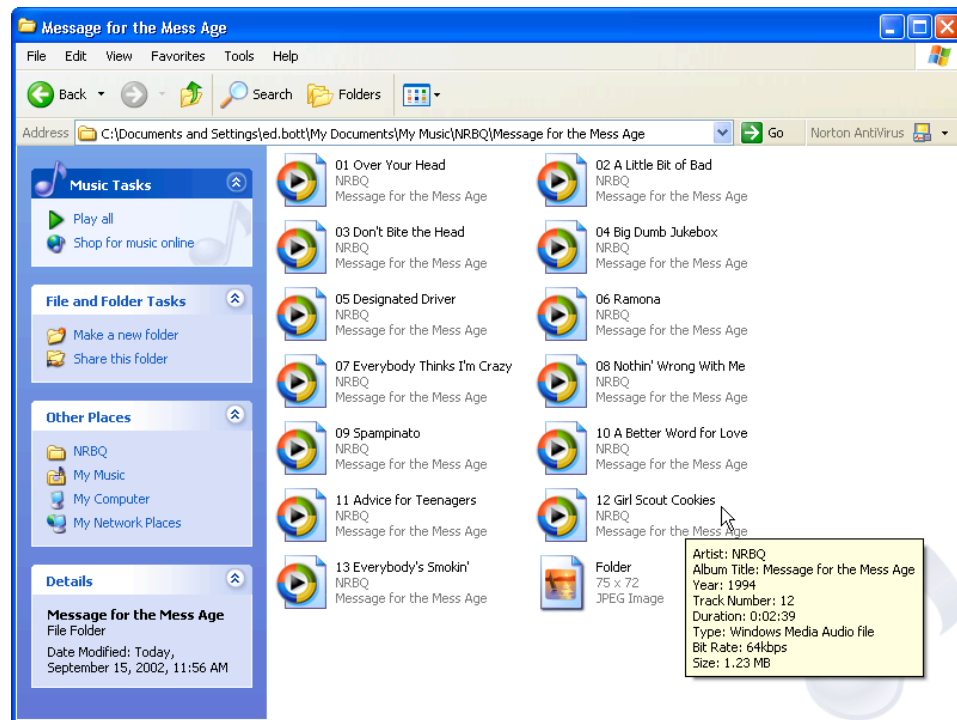 Message for the Mess Age
File Edit View Favorites Tools Help
Back Search Folders
Address C:\Documents and Settings\ed.bott\My Documents\My Music\NRBQ\Message for the Mess Age Go Norton AntiVirus
Music Tasks
Play all
Shop for music online
File and Folder Tasks
Make a new folder
Share this folder
Other Places
NRBQ
My Music
My Computer
My Network Places
Details
Message for the Mess Age
File Folder
Date Modified: Today,
September 15, 2002, 11:56 AM
01 Over Your Head
NRBQ
Message for the Mess Age
02 A Little Bit of Bad
NRBQ
Message for the Mess Age
03 Don't Bite the Head
NRBQ
Message for the Mess Age
04 Big Dumb Jukebox
NRBQ
Message for the Mess Age
05 Designated Driver
NRBQ
Message for the Mess Age
06 Ramona
NRBQ
Message for the Mess Age
07 Everybody Thinks I'm Crazy
NRBQ
Message for the Mess Age
08 Nothin' Wrong With Me
NRBQ
Message for the Mess Age
09 Spampinato
NRBQ
Message for the Mess Age
10 A Better Word for Love
NRBQ
Message for the Mess Age
11 Advice for Teenagers
NRBQ
Message for the Mess Age
12 Girl Scout Cookies
NRBQ
Message for the Mess Age
13 Everybody's Smokin'
NRBQ
Message for the Mess Age
Folder
75 x 72
JPEG Image
Artist: NRBQ
Album Title: Message for the Mess Age
Year: 1994
Track Number: 12
Duration: 0:02:39
Type: Windows Media Audio file
Bit Rate: 64kbps
Size: 1.23 MB